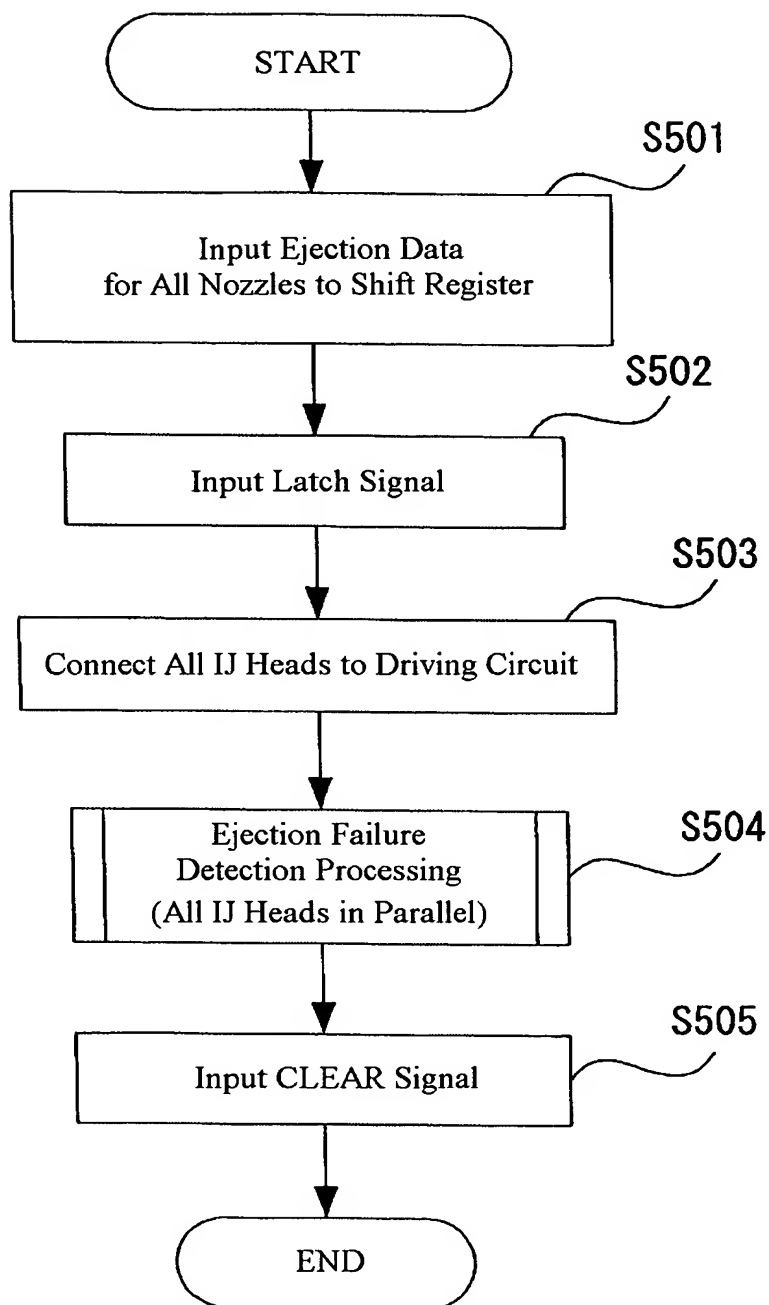 START
S501
Input Ejection Data
for All Nozzles to Shift Register
S502
Input Latch Signal
S503
Connect All IJ Heads to Driving Circuit
S504
Ejection Failure
Detection Processing
(All IJ Heads in Parallel)
S505
Input CLEAR Signal
END